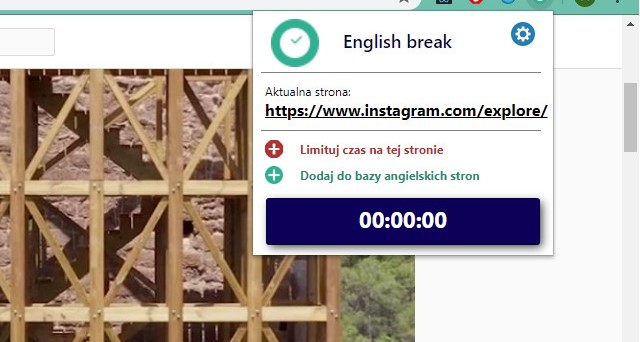 English break
Aktualna strona:
https://www.instagram.com/explore/
Limituj czas na tej stronie
Dodaj do bazy angielskich stron
00:00:00